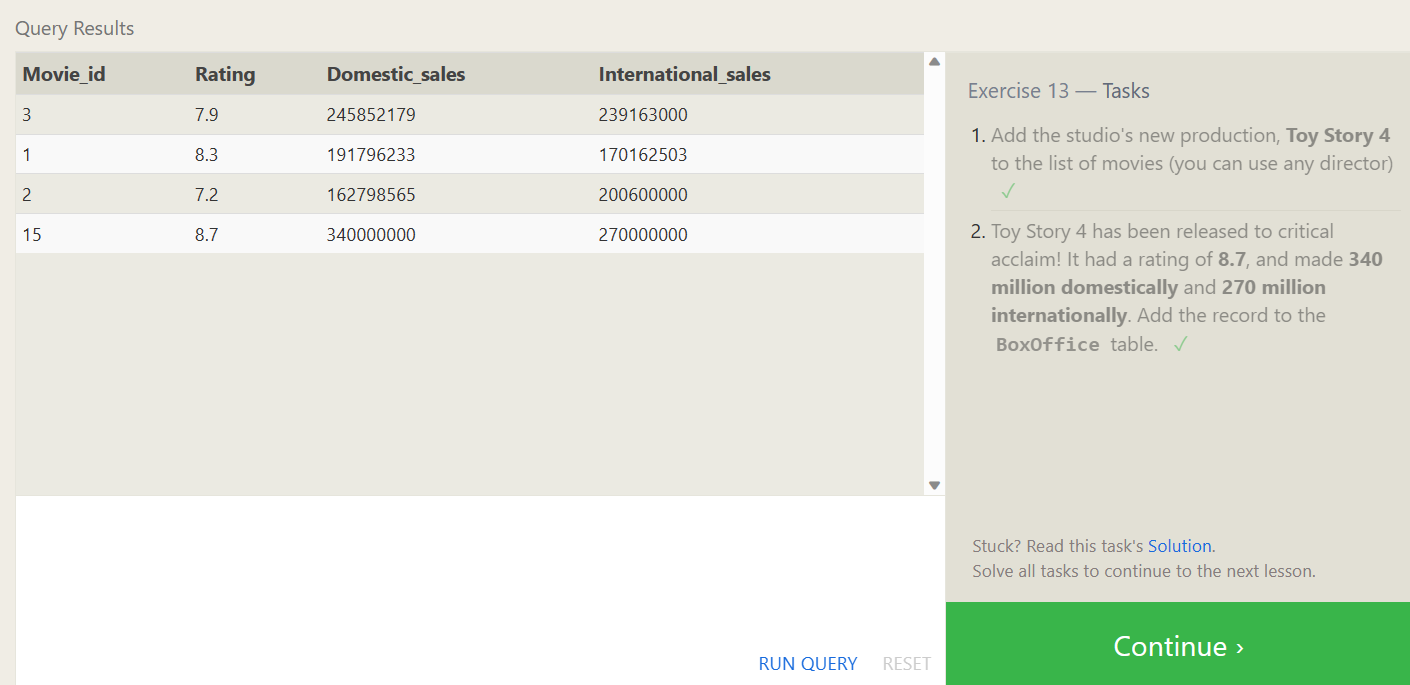 Query Results
Movie_id Rating Domestic_sales International_sales
3 7.9 245852179 239163000
1 8.3 191796233 170162503
2 7.2 162798565 200600000
15 8.7 340000000 270000000
RUN QUERY RESET
Exercise 13 — Tasks
1. Add the studio's new production, Toy Story 4
to the list of movies (you can use any director)
✓
2. Toy Story 4 has been released to critical
acclaim! It had a rating of 8.7, and made 340
million domestically and 270 million
internationally. Add the record to the
BoxOffice table. ✓
Stuck? Read this task's Solution.
Solve all tasks to continue to the next lesson.
Continue ›